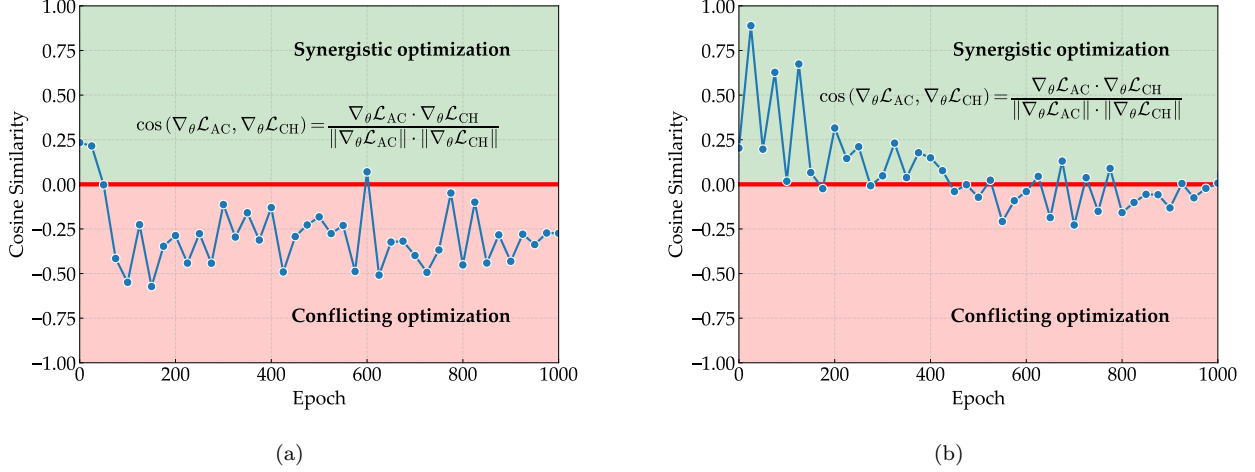 1.00
0.75
0.50
0.25
0.00
−0.25
−0.50
−0.75
−1.00
Cosine Similarity
Synergistic optimization
cos (∇θℒAC, ∇θℒCH) = ∇θℒAC · ∇θℒCH / ‖∇θℒAC‖ · ‖∇θℒCH‖
Conflicting optimization
0 200 400 600 800 1000
Epoch
(a)
1.00
0.75
0.50
0.25
0.00
−0.25
−0.50
−0.75
−1.00
Cosine Similarity
Synergistic optimization
cos (∇θℒAC, ∇θℒCH) = ∇θℒAC · ∇θℒCH / ‖∇θℒAC‖ · ‖∇θℒCH‖
Conflicting optimization
0 200 400 600 800 1000
Epoch
(b)